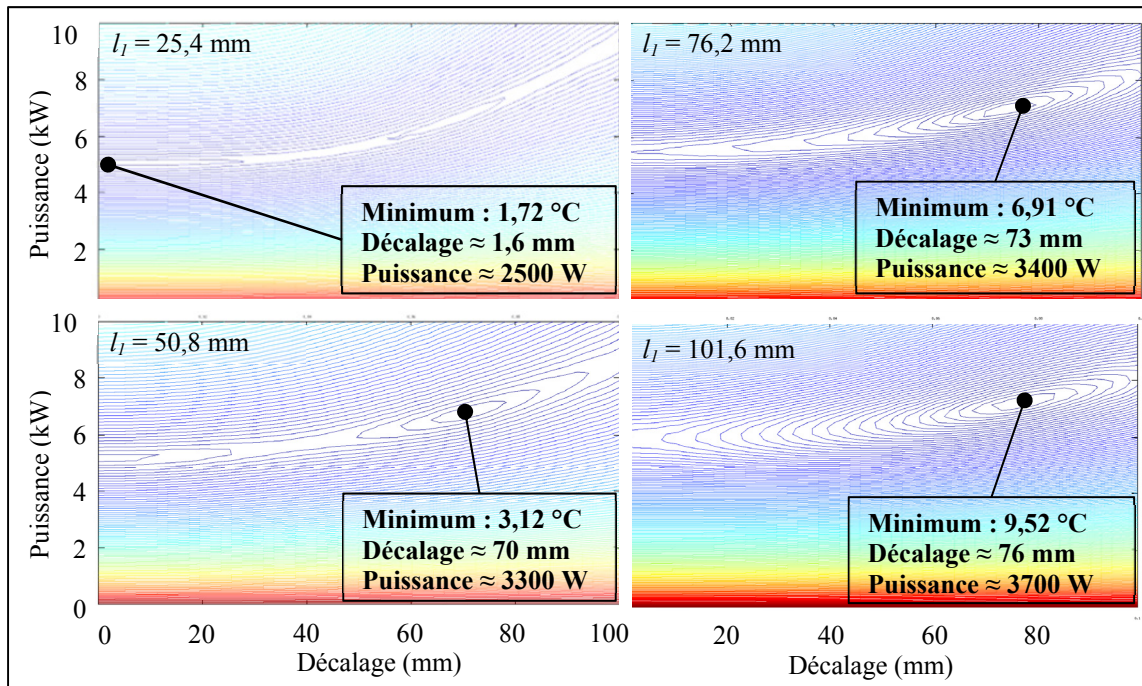 l1 = 25,4 mm
Puissance (kW)
10
8
6
4
2
Minimum : 1,72 °C
Décalage ≈ 1,6 mm
Puissance ≈ 2500 W
l1 = 76,2 mm
Minimum : 6,91 °C
Décalage ≈ 73 mm
Puissance ≈ 3400 W
l1 = 50,8 mm
Puissance (kW)
10
8
6
4
2
0
Minimum : 3,12 °C
Décalage ≈ 70 mm
Puissance ≈ 3300 W
0 20 40 60 80 100
Décalage (mm)
l1 = 101,6 mm
Minimum : 9,52 °C
Décalage ≈ 76 mm
Puissance ≈ 3700 W
20 40 60 80
Décalage (mm)